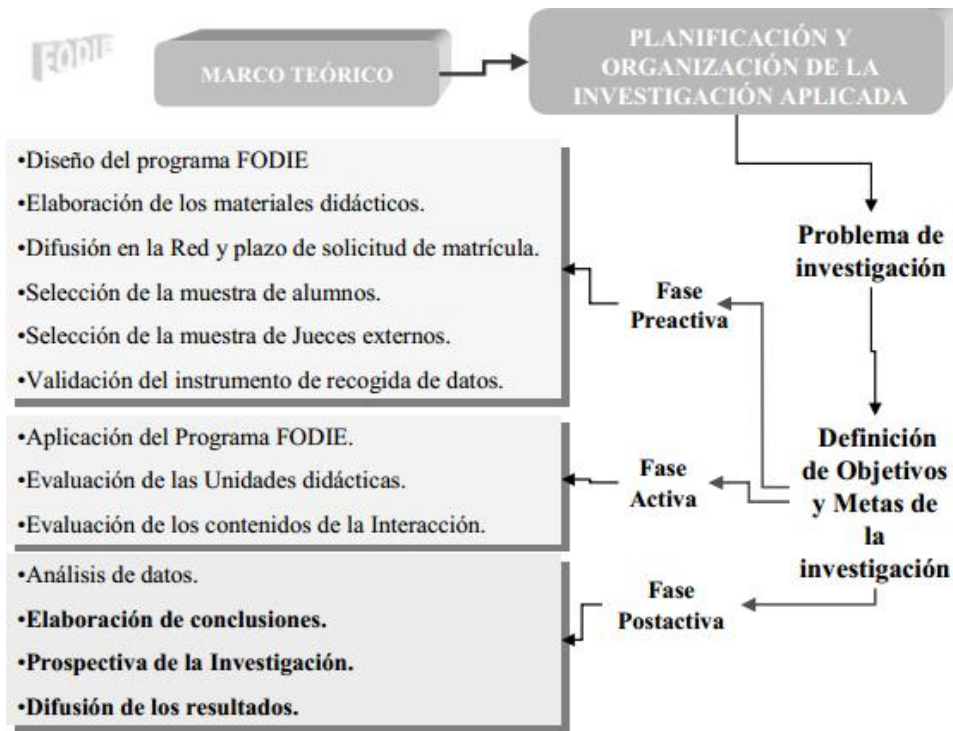 FODIE
MARCO TEÓRICO
PLANIFICACIÓN Y
ORGANIZACIÓN DE LA
INVESTIGACIÓN APLICADA
•Diseño del programa FODIE
•Elaboración de los materiales didácticos.
•Difusión en la Red y plazo de solicitud de matrícula.
•Selección de la muestra de alumnos.
•Selección de la muestra de Jueces externos.
•Validación del instrumento de recogida de datos.
Fase
Preactiva
Problema de
investigación
•Aplicación del Programa FODIE.
•Evaluación de las Unidades didácticas.
•Evaluación de los contenidos de la Interacción.
Fase
Activa
Definición
de Objetivos
y Metas de
la
investigación
•Análisis de datos.
•Elaboración de conclusiones.
•Prospectiva de la Investigación.
•Difusión de los resultados.
Fase
Postactiva